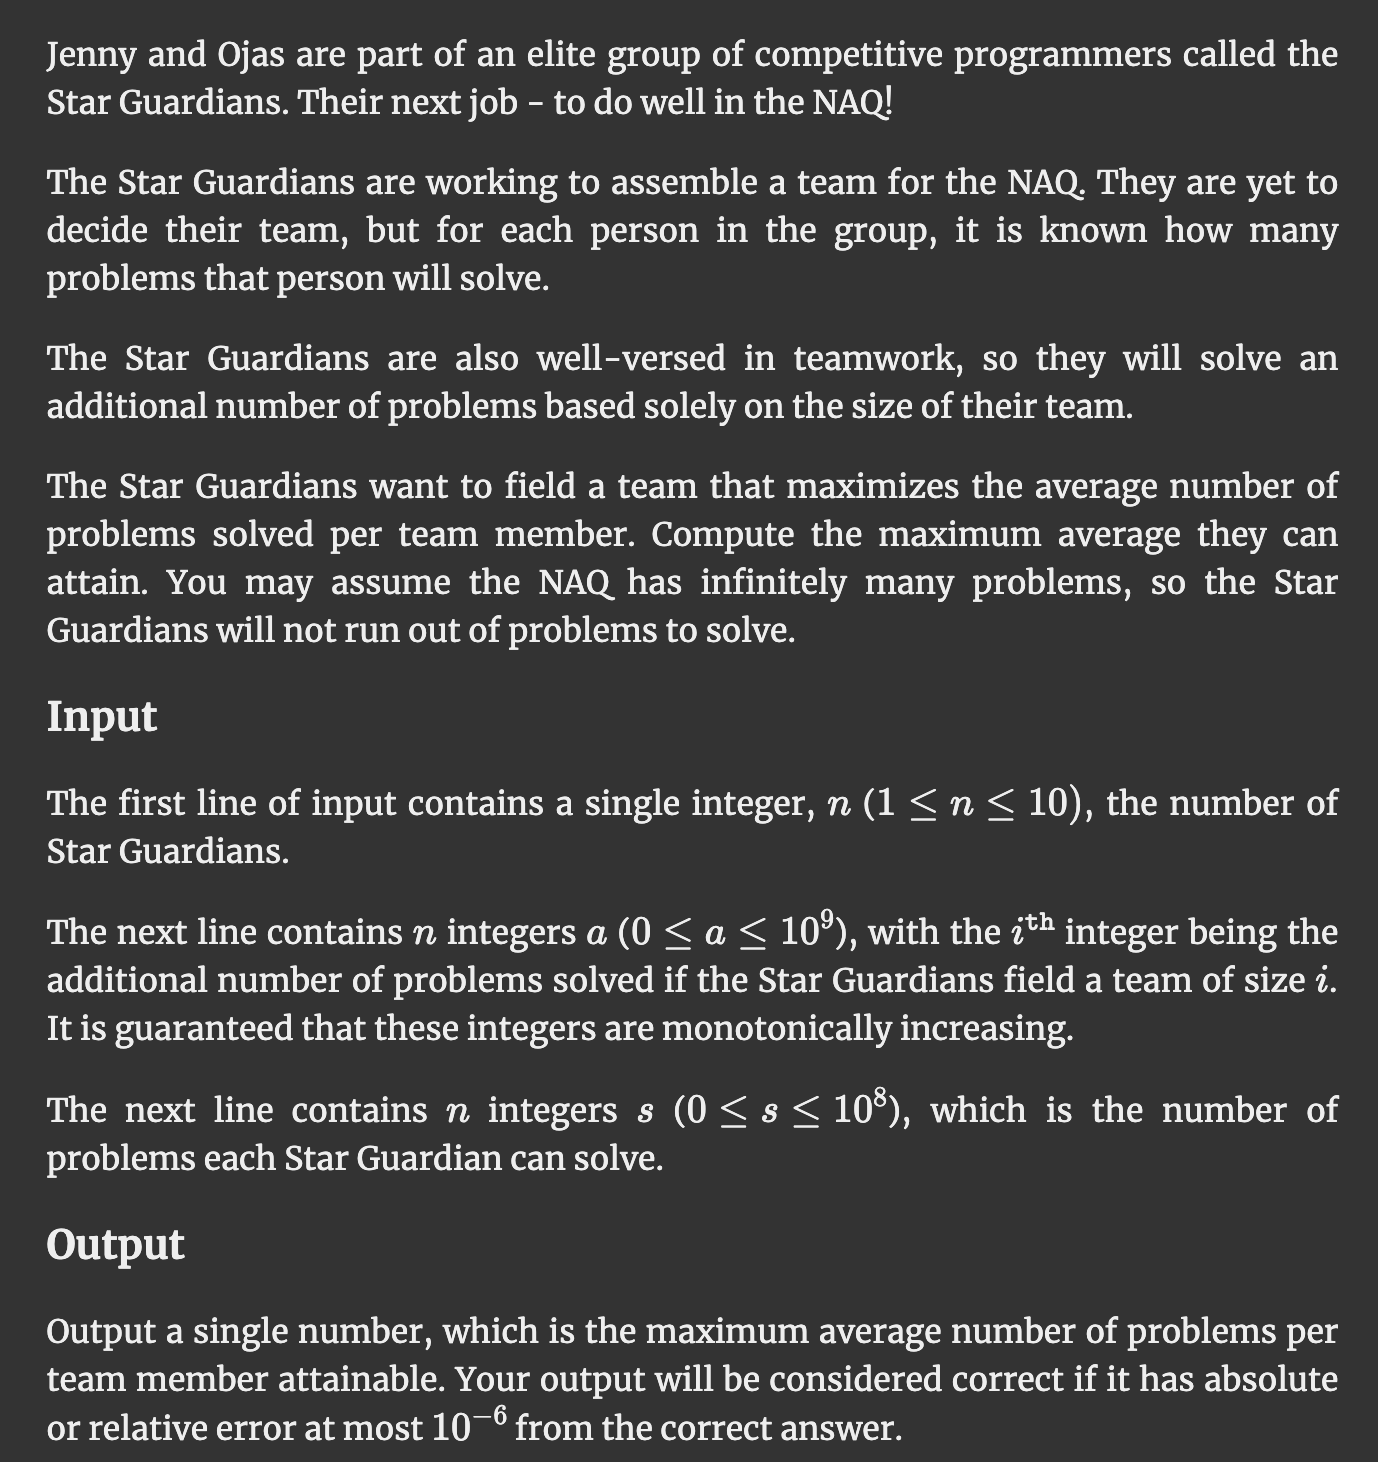 Jenny and Ojas are part of an elite group of competitive programmers called the
Star Guardians. Their next job - to do well in the NAQ!
The Star Guardians are working to assemble a team for the NAQ. They are yet to
decide their team, but for each person in the group, it is known how many
problems that person will solve.
The Star Guardians are also well-versed in teamwork, so they will solve an
additional number of problems based solely on the size of their team.
The Star Guardians want to field a team that maximizes the average number of
problems solved per team member. Compute the maximum average they can
attain. You may assume the NAQ has infinitely many problems, so the Star
Guardians will not run out of problems to solve.
Input
The first line of input contains a single integer, n (1 ≤ n ≤ 10), the number of
Star Guardians.
The next line contains n integers a (0 ≤ a ≤ 10⁹), with the iᵗʰ integer being the
additional number of problems solved if the Star Guardians field a team of size i.
It is guaranteed that these integers are monotonically increasing.
The next line contains n integers s (0 ≤ s ≤ 10⁸), which is the number of
problems each Star Guardian can solve.
Output
Output a single number, which is the maximum average number of problems per
team member attainable. Your output will be considered correct if it has absolute
or relative error at most 10⁻⁶ from the correct answer.